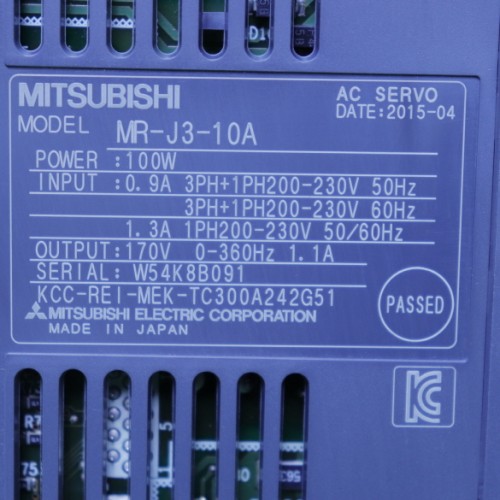 MITSUBISHI
AC SERVO
DATE:2015-04
MODEL MR-J3-10A
POWER :100W
INPUT :0.9A 3PH+1PH200-230V 50Hz
3PH+1PH200-230V 60Hz
1.3A 1PH200-230V 50/60Hz
OUTPUT:170V 0-360Hz 1.1A
SERIAL: W54K8B091
KCC-REI-MEK-TC300A242G51
PASSED
MITSUBISHI ELECTRIC CORPORATION
MADE IN JAPAN